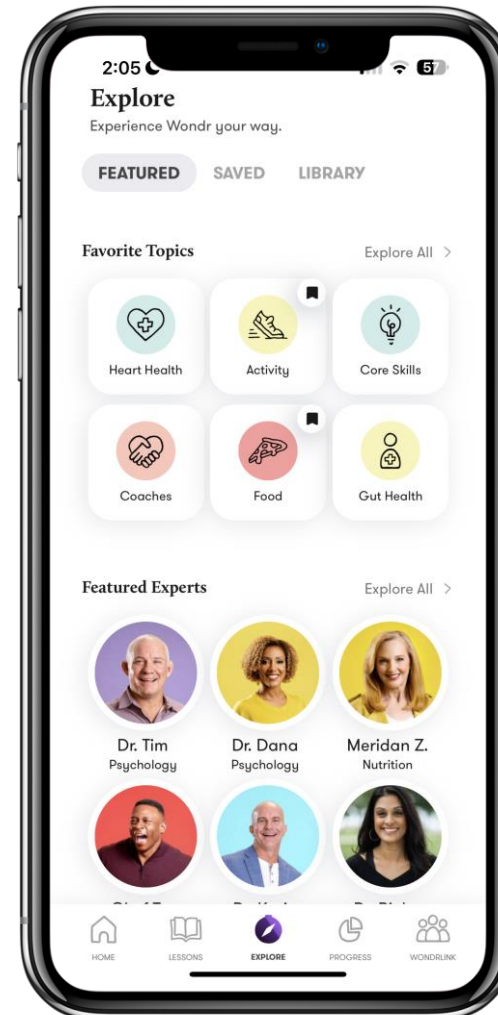 2:05 57
Explore
Experience Wondr your way.
FEATURED SAVED LIBRARY
Favorite Topics Explore All >
Heart Health Activity Core Skills
Coaches Food Gut Health
Featured Experts Explore All >
Dr. Tim Dr. Dana Meridan Z.
Psychology Psychology Nutrition
HOME LESSONS EXPLORE PROGRESS WONDRLINK